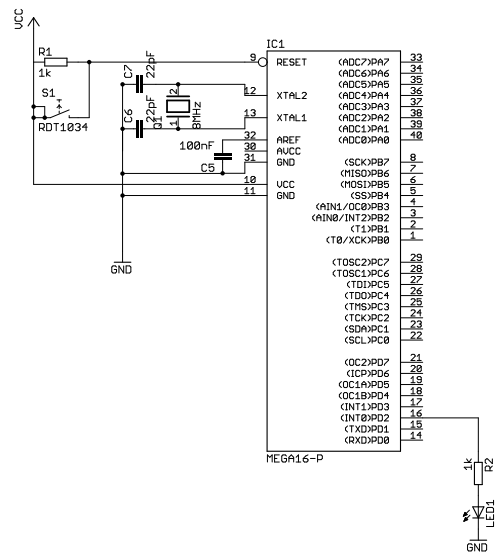 VCC
R1
1k
S1
RDT1034
C7
22pF
C6
22pF
2
1
Q1
8MHz
100nF
C5
GND
IC1
9 RESET
12 XTAL2
13 XTAL1
32 AREF
30 AVCC
31 GND
10 VCC
11 GND
(ADC7)PA7 33
(ADC6)PA6 34
(ADC5)PA5 35
(ADC4)PA4 36
(ADC3)PA3 37
(ADC2)PA2 38
(ADC1)PA1 39
(ADC0)PA0 40
(SCK)PB7 8
(MISO)PB6 7
(MOSI)PB5 6
(SS)PB4 5
(AIN1/OC0)PB3 4
(AIN0/INT2)PB2 3
(T1)PB1 2
(T0/XCK)PB0 1
(TOSC2)PC7 29
(TOSC1)PC6 28
(TDI)PC5 27
(TDO)PC4 26
(TMS)PC3 25
(TCK)PC2 24
(SDA)PC1 23
(SCL)PC0 22
(OC2)PD7 21
(ICP)PD6 20
(OC1A)PD5 19
(OC1B)PD4 18
(INT1)PD3 17
(INT0)PD2 16
(TXD)PD1 15
(RXD)PD0 14
MEGA16-P
1k
R2
LED1
GND